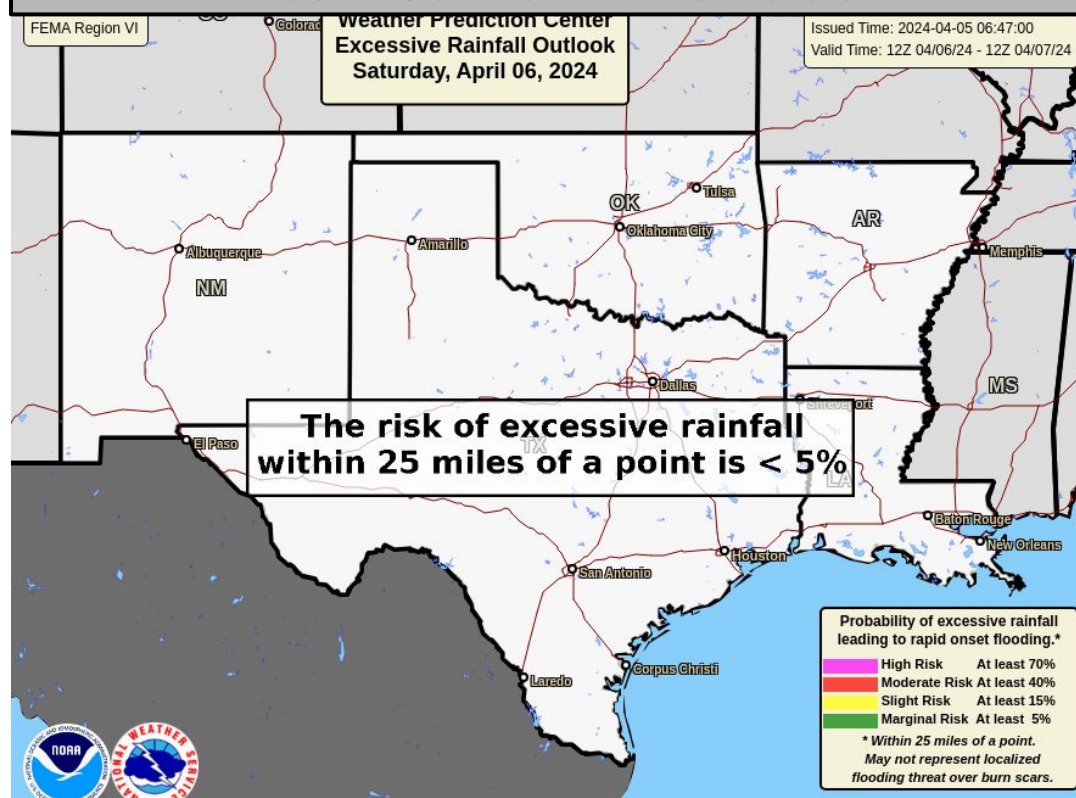 FEMA Region VI
Weather Prediction Center
Excessive Rainfall Outlook
Saturday, April 06, 2024
Issued Time: 2024-04-05 06:47:00
Valid Time: 12Z 04/06/24 - 12Z 04/07/24
Colorad
Tulsa
OK
Oklahoma City
AR
Albuquerque
Amarillo
Memphis
NM
Dallas
MS
Shreveport
El Paso
The risk of excessive rainfall
within 25 miles of a point is < 5%
TX
LA
Baton Rouge
New Orleans
Houston
San Antonio
Corpus Christi
Laredo
Probability of excessive rainfall
leading to rapid onset flooding.*
High Risk At least 70%
Moderate Risk At least 40%
Slight Risk At least 15%
Marginal Risk At least 5%
* Within 25 miles of a point.
May not represent localized
flooding threat over burn scars.
NOAA
NATIONAL WEATHER SERVICE